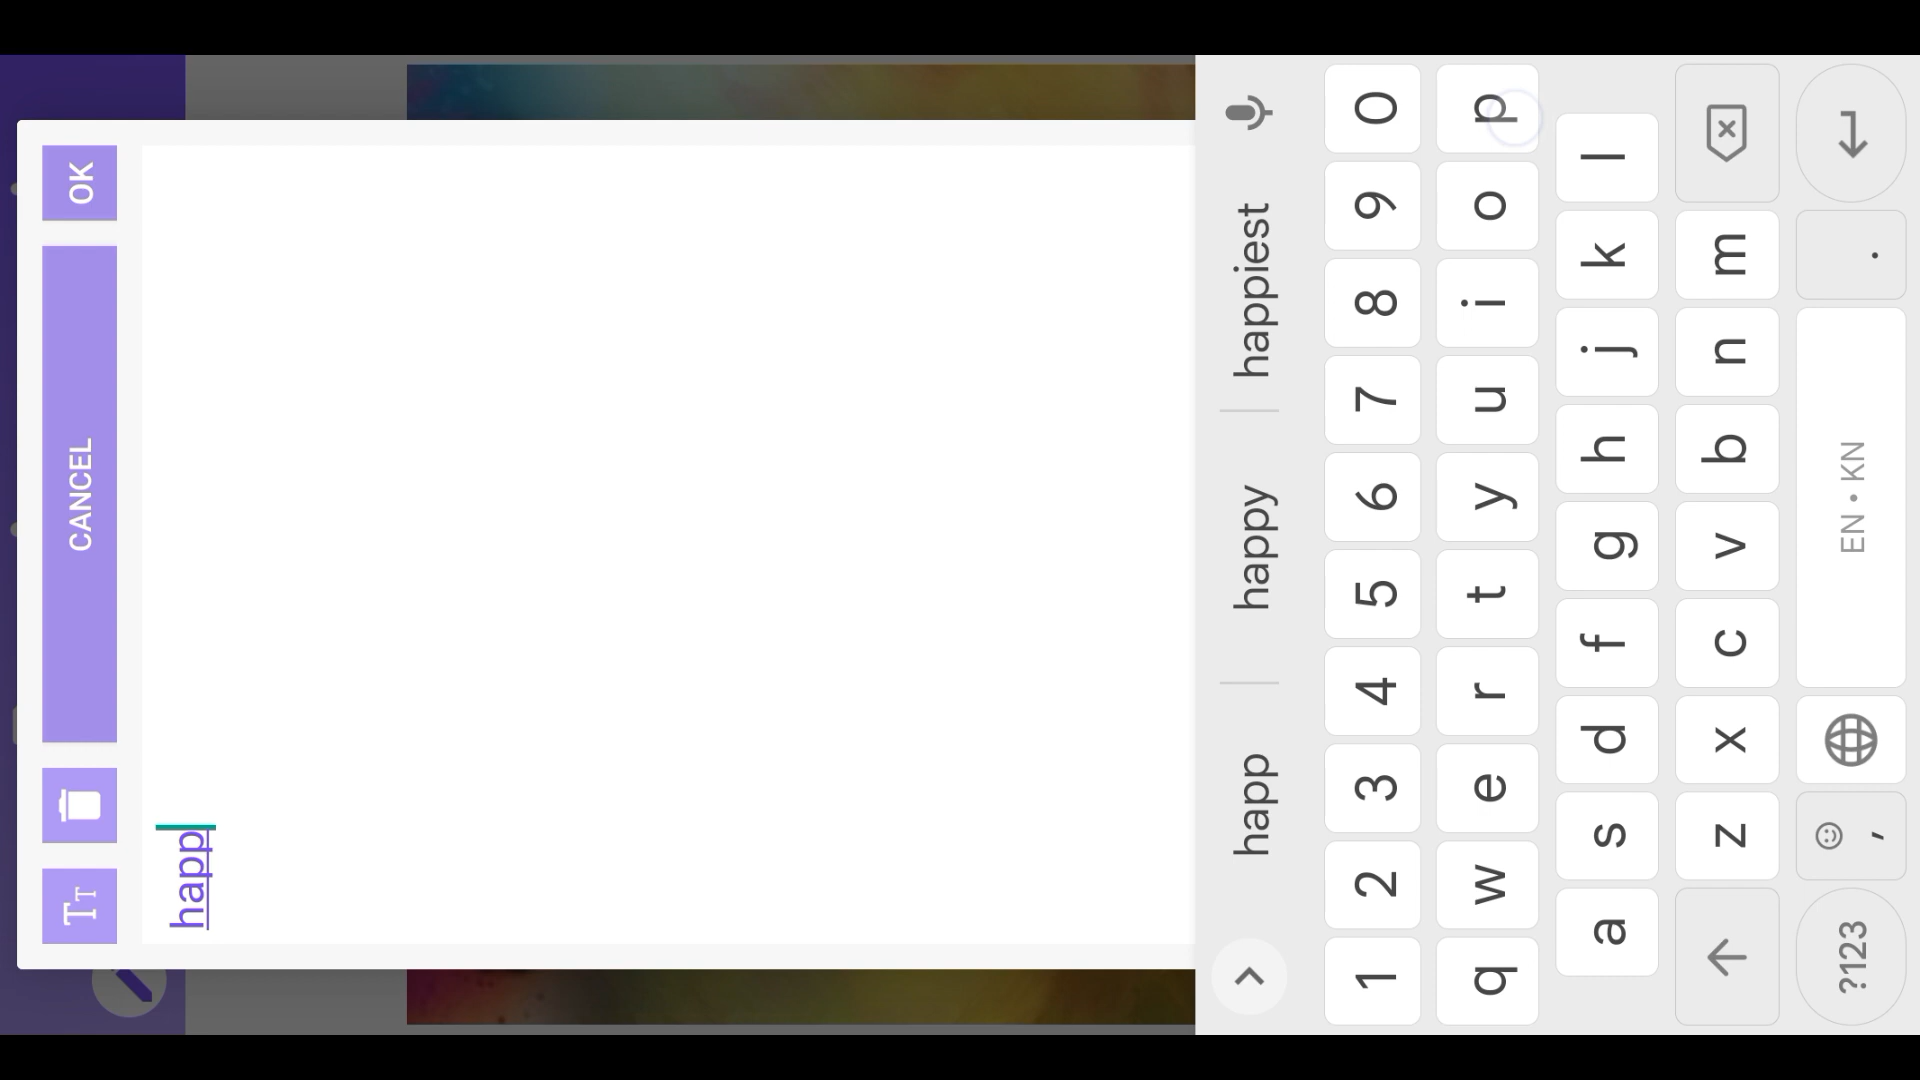 OK
CANCEL
TT
happ
happ
happy
happiest
1 2 3 4 5 6 7 8 9 0
q w e r t y u i o p
a s d f g h j k l
z x c v b n m
?123 , EN • KN .